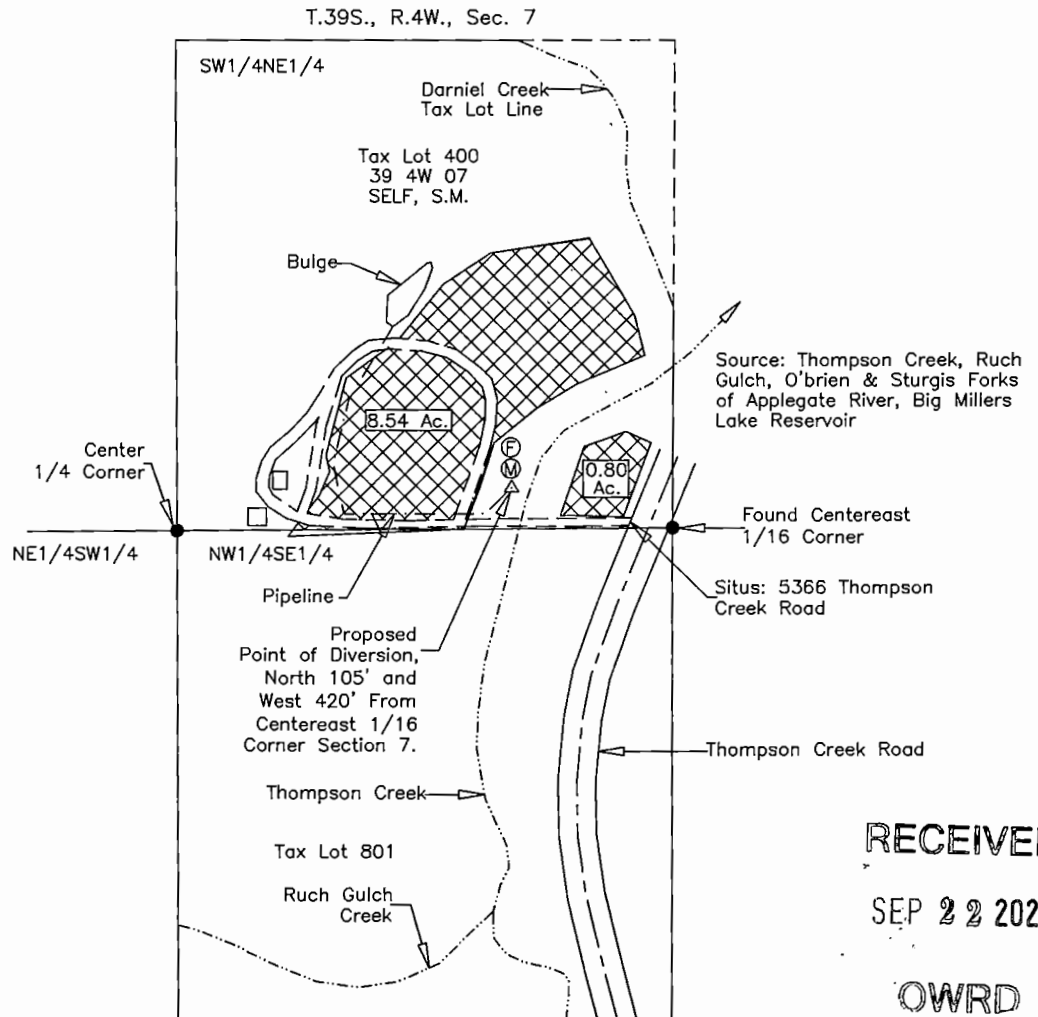 T.39S., R.4W., Sec. 7
SW1/4NE1/4
Darniel Creek
Tax Lot Line
Tax Lot 400
39 4W 07
SELF, S.M.
Bulge
Source: Thompson Creek, Ruch
Gulch, O'brien & Sturgis Forks
of Applegate River, Big Millers
Lake Reservoir
8.54 Ac.
Center
1/4 Corner
F
M
0.80
Ac.
Found Centereast
1/16 Corner
NE1/4SW1/4
NW1/4SE1/4
Situs: 5366 Thompson
Creek Road
Pipeline
Proposed
Point of Diversion,
North 105' and
West 420' From
Centereast 1/16
Corner Section 7.
Thompson Creek Road
Thompson Creek
Tax Lot 801
Ruch Gulch
Creek
RECEIVE
SEP 22 202
OWRD